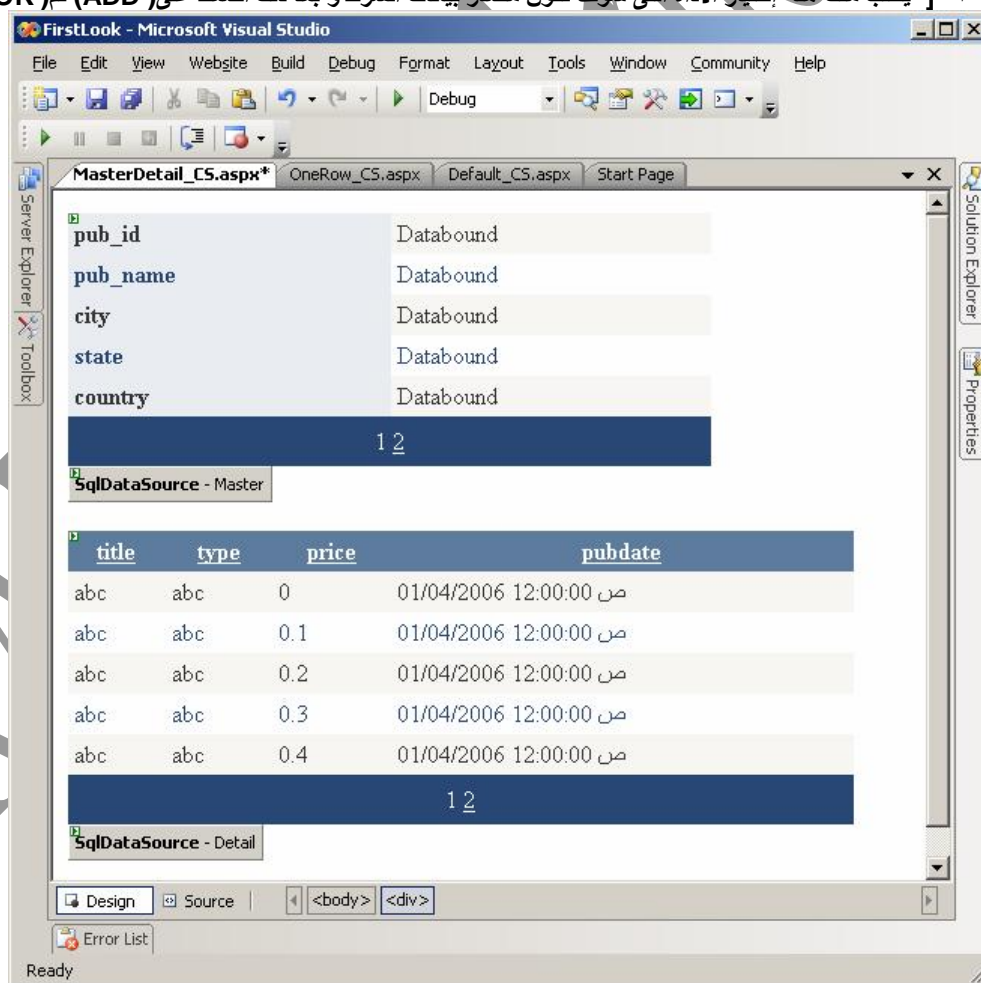 (ADD) ثم( OK
FirstLook - Microsoft Visual Studio
File Edit View Website Build Debug Format Layout Tools Window Community Help
Debug
MasterDetail_CS.aspx* OneRow_CS.aspx Default_CS.aspx Start Page
Server Explorer
Toolbox
Solution Explorer
Properties
pub_id Databound
pub_name Databound
city Databound
state Databound
country Databound
1 2
SqlDataSource - Master
title type price pubdate
abc abc 0 01/04/2006 12:00:00 ص
abc abc 0.1 01/04/2006 12:00:00 ص
abc abc 0.2 01/04/2006 12:00:00 ص
abc abc 0.3 01/04/2006 12:00:00 ص
abc abc 0.4 01/04/2006 12:00:00 ص
1 2
SqlDataSource - Detail
Design Source <body> <div>
Error List
Ready